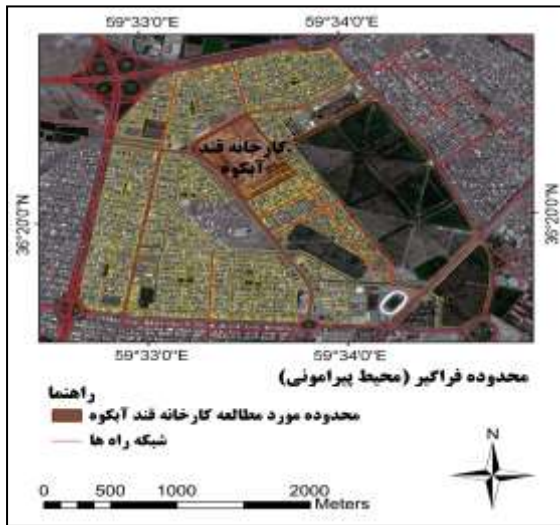 59°33'0"E 59°34'0"E
36°20'0"N
36°20'0"N
کارخانه قند
آبکوه
59°33'0"E 59°34'0"E
محدوده فراگیر (محیط پیرامونی)
راهنما
محدوده مورد مطالعه کارخانه قند آبکوه
شبکه راه ها
N
0 500 1000 2000
Meters